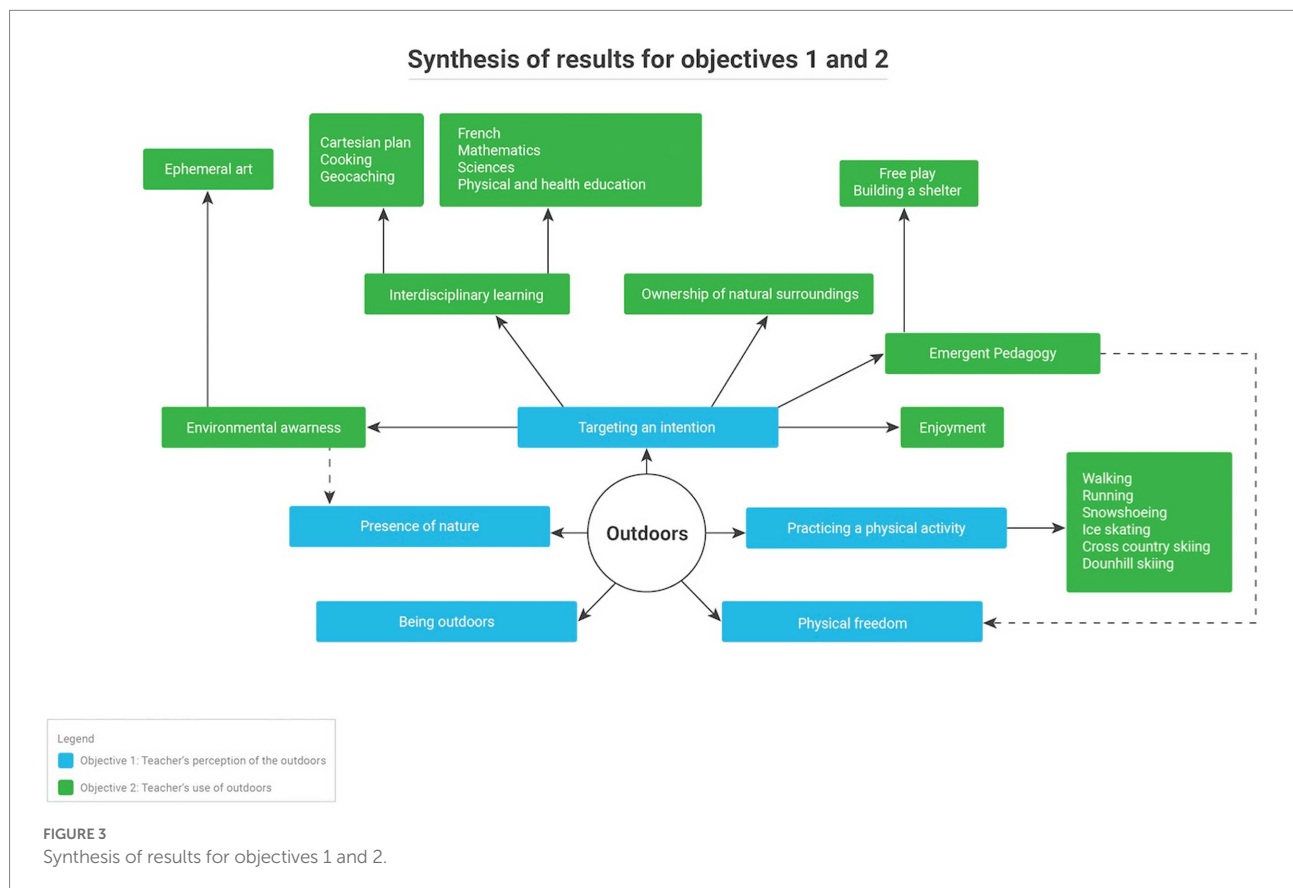 Synthesis of results for objectives 1 and 2
Ephemeral art
Cartesian plan
Cooking
Geocaching
French
Mathematics
Sciences
Physical and health education
Free play
Building a shelter
Interdisciplinary learning
Ownership of natural surroundings
Emergent Pedagogy
Environmental awarness
Targeting an intention
Enjoyment
Presence of nature
Outdoors
Practicing a physical activity
Walking
Running
Snowshoeing
Ice skating
Cross country skiing
Dounhill skiing
Being outdoors
Physical freedom
Legend
Objective 1: Teacher's perception of the outdoors
Objective 2: Teacher's use of outdoors
FIGURE 3
Synthesis of results for objectives 1 and 2.